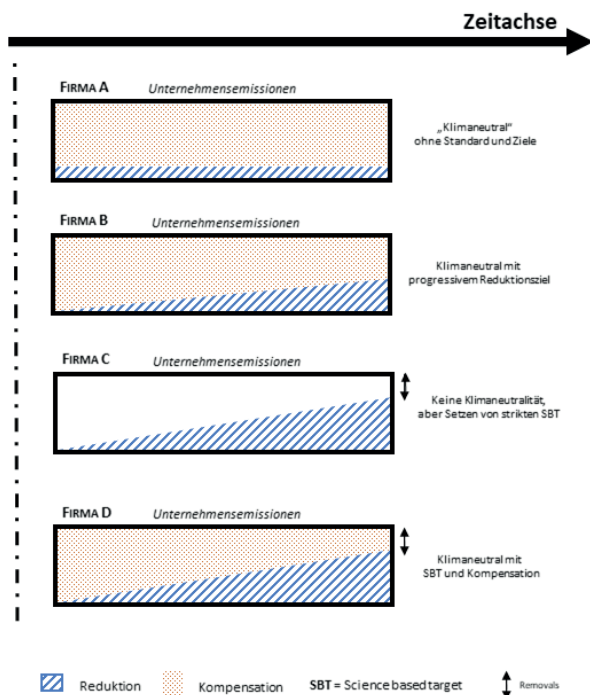 Zeitachse
FIRMA A
Unternehmensemissionen
„Klimaneutral"
ohne Standard und Ziele
FIRMA B
Unternehmensemissionen
Klimaneutral mit
progressivem Reduktionsziel
FIRMA C
Unternehmensemissionen
Keine Klimaneutralität,
aber Setzen von strikten SBT
FIRMA D
Unternehmensemissionen
Klimaneutral mit
SBT und Kompensation
Reduktion
Kompensation
SBT = Science based target
Removals